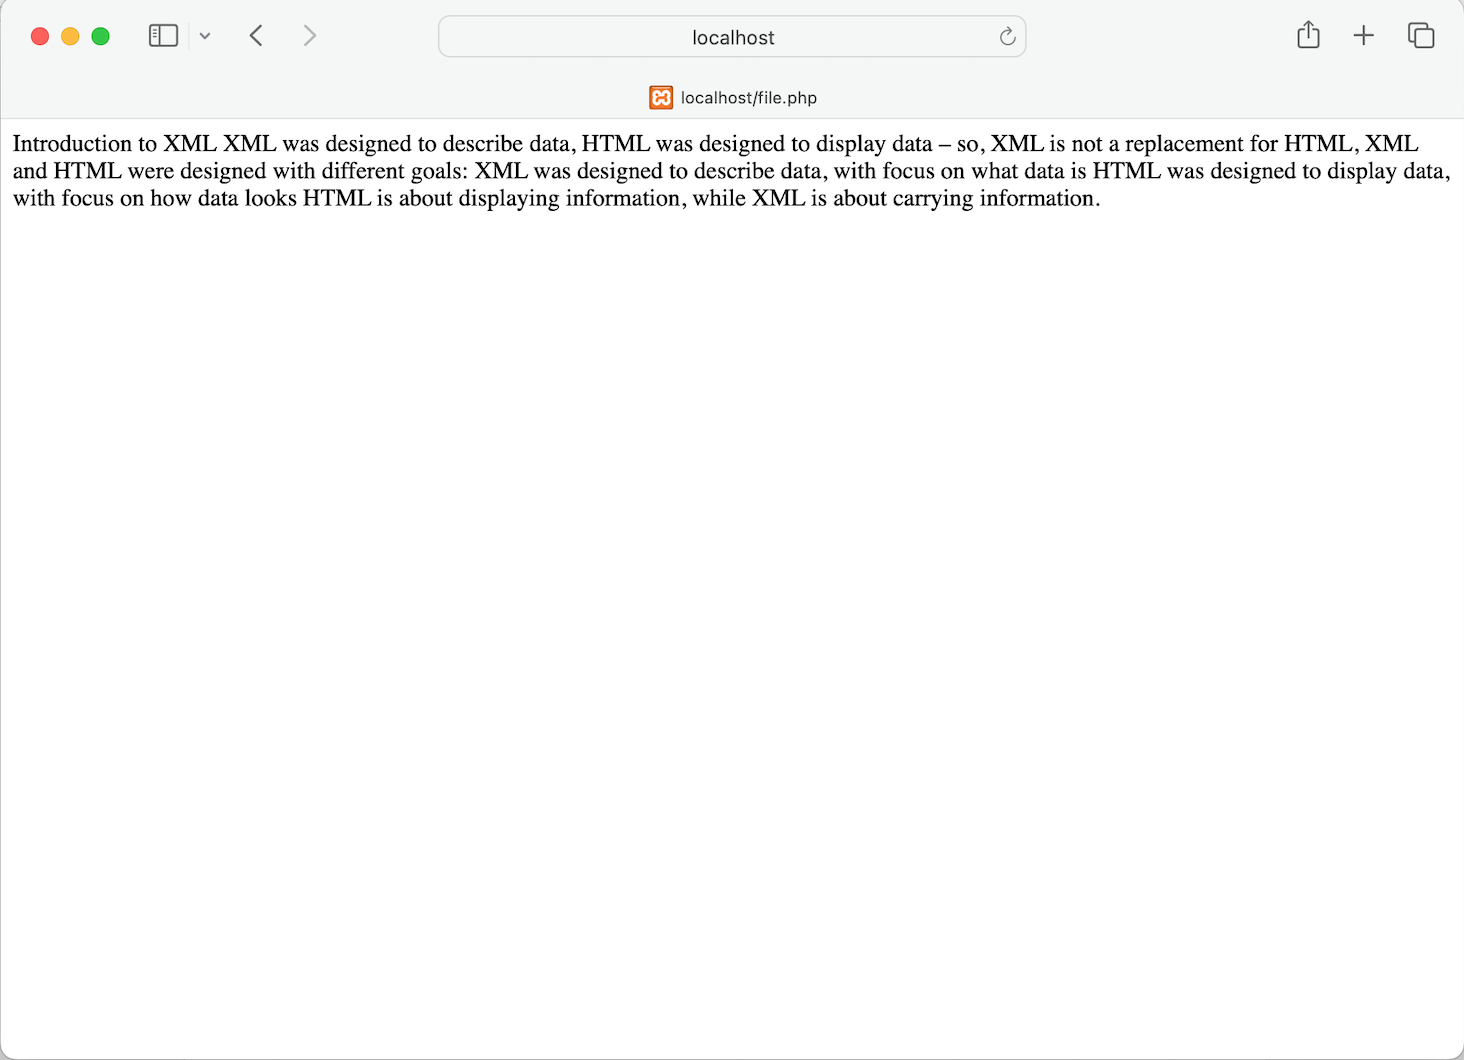 localhost
localhost/file.php
Introduction to XML XML was designed to describe data, HTML was designed to display data – so, XML is not a replacement for HTML, XML
and HTML were designed with different goals: XML was designed to describe data, with focus on what data is HTML was designed to display data,
with focus on how data looks HTML is about displaying information, while XML is about carrying information.